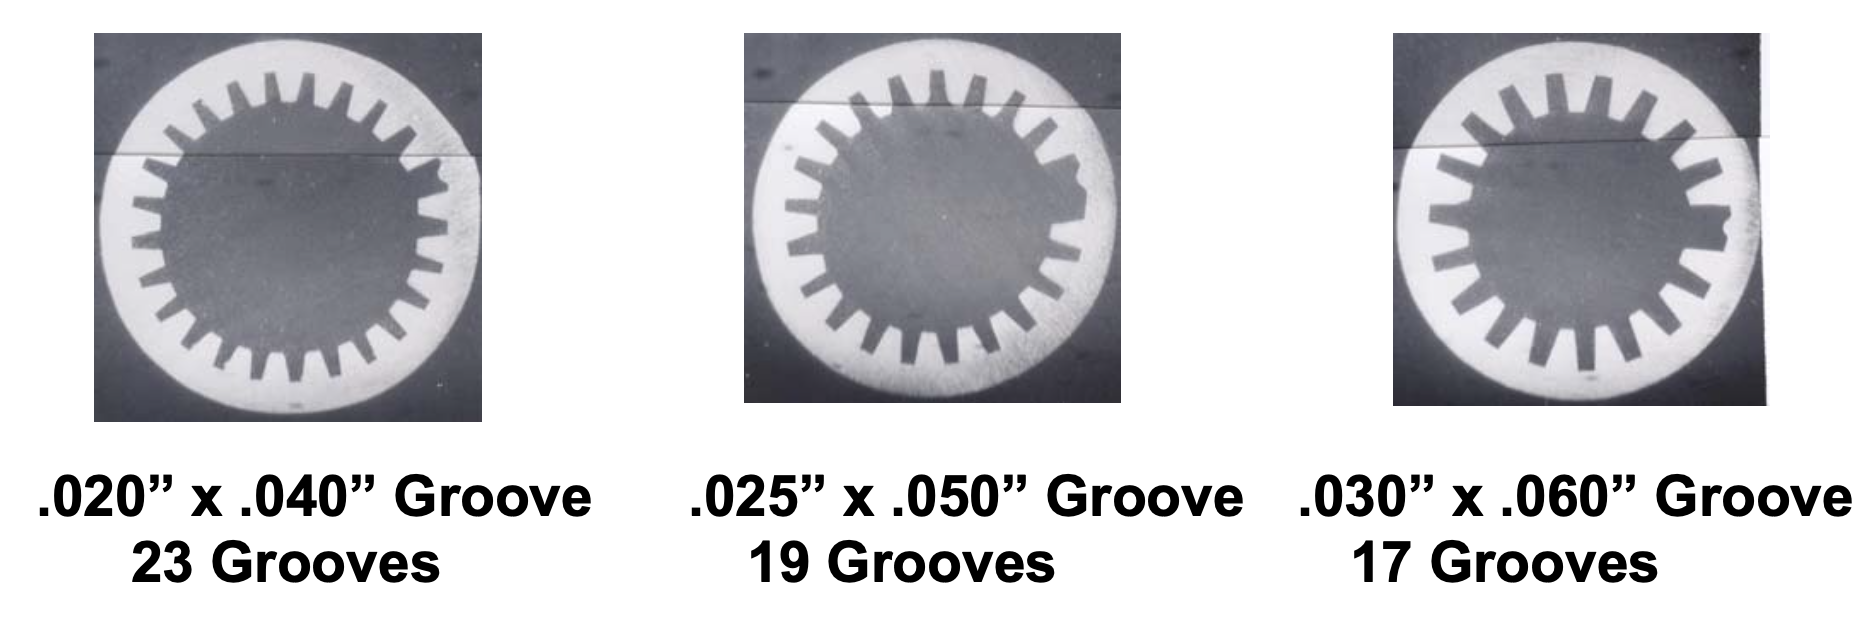 .020” x .040” Groove
23 Grooves
.025” x .050” Groove
19 Grooves
.030” x .060” Groove
17 Grooves